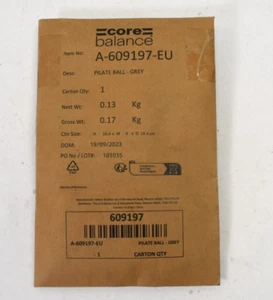 core
balance
Item No: A-609197-EU
Desc: PILATE BALL - GREY
Carton Qty: 1
Nett Wt: 0.13 Kg
Gross Wt: 0.17 Kg
Ctn Size:
DOM: 19/09/2023
PO No / LOT#:
609197
A-609197-EU PILATE BALL - GREY
1 CARTON QTY